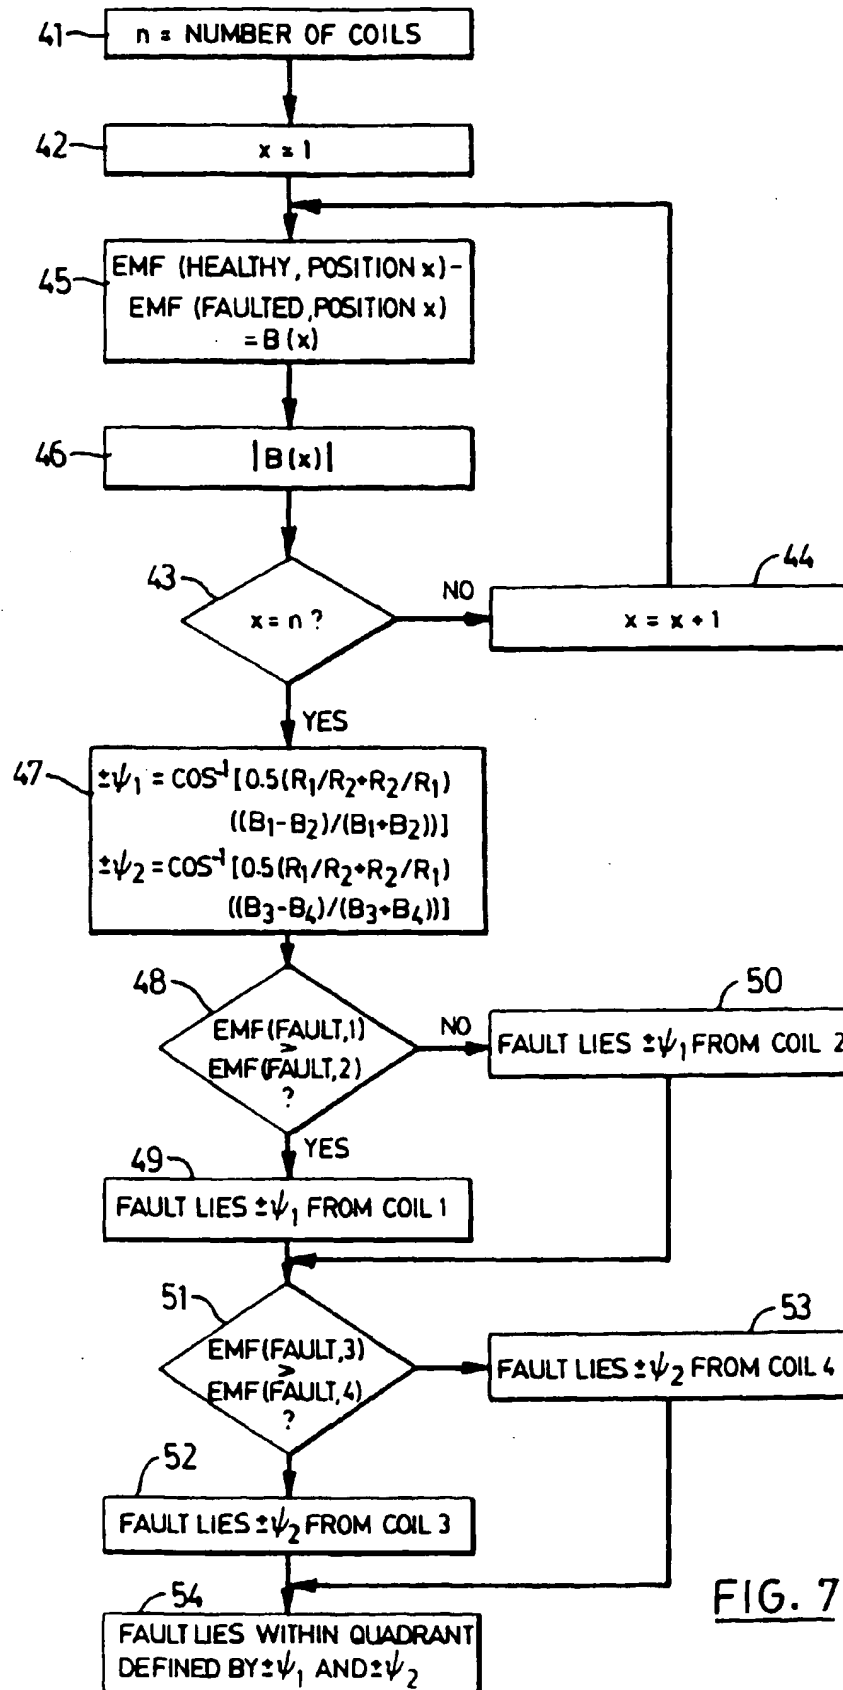 41
n = NUMBER OF COILS
42
x = 1
45
EMF (HEALTHY, POSITION x)-
EMF (FAULTED, POSITION x)
= B(x)
46
|B(x)|
43
x = n ?
NO
44
x = x + 1
YES
47
±ψ₁ = COS⁻¹ [0.5(R₁/R₂+R₂/R₁)
((B₁-B₂)/(B₁+B₂))]
±ψ₂ = COS⁻¹ [0.5(R₁/R₂+R₂/R₁)
((B₃-B₄)/(B₃+B₄))]
48
EMF(FAULT,1)
>
EMF(FAULT,2)
?
NO
50
FAULT LIES ±ψ₁ FROM COIL 2
YES
49
FAULT LIES ±ψ₁ FROM COIL 1
51
EMF(FAULT,3)
>
EMF(FAULT,4)
?
53
FAULT LIES ±ψ₂ FROM COIL 4
52
FAULT LIES ±ψ₂ FROM COIL 3
54
FAULT LIES WITHIN QUADRANT
DEFINED BY ±ψ₁ AND ±ψ₂
FIG. 7